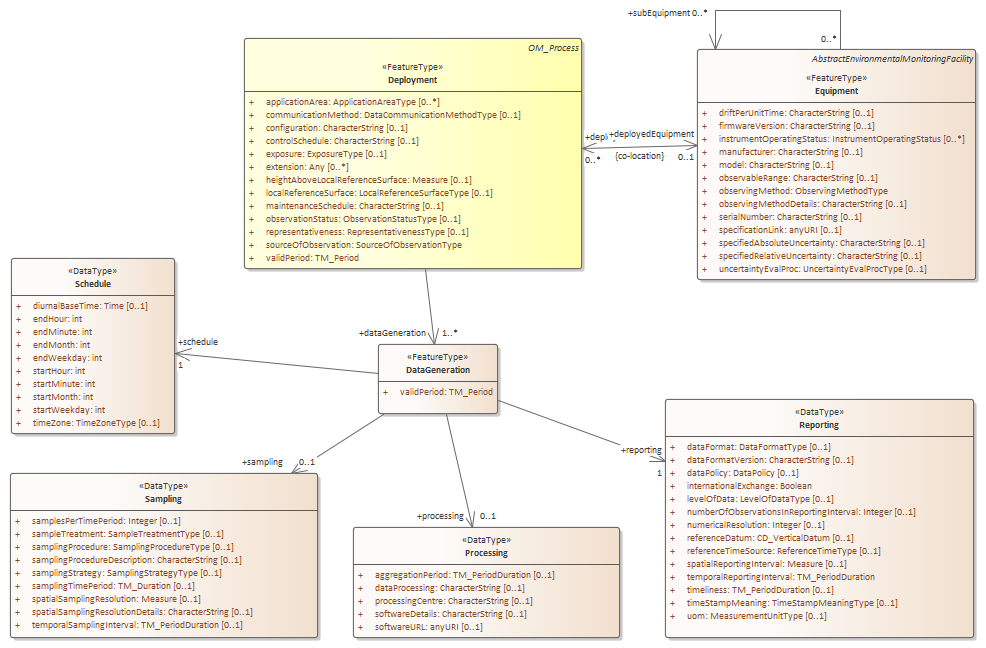 +subEquipment 0..*
0..*
OM_Process
«FeatureType»
Deployment
+ applicationArea: ApplicationAreaType [0..*]
+ communicationMethod: DataCommunicationMethodType [0..1]
+ configuration: CharacterString [0..1]
+ controlSchedule: CharacterString [0..1]
+ exposure: ExposureType [0..1]
+ extension: Any [0..*]
+ heightAboveLocalReferenceSurface: Measure [0..1]
+ localReferenceSurface: LocalReferenceSurfaceType [0..1]
+ maintenanceSchedule: CharacterString [0..1]
+ observationStatus: ObservationStatusType [0..1]
+ representativeness: RepresentativenessType [0..1]
+ sourceOfObservation: SourceOfObservationType
+ validPeriod: TM_Period
+depl
+deployedEquipment
0..*
{co-location}
0..1
AbstractEnvironmentalMonitoringFacility
«FeatureType»
Equipment
+ driftPerUnitTime: CharacterString [0..1]
+ firmwareVersion: CharacterString [0..1]
+ instrumentOperatingStatus: InstrumentOperatingStatus [0..*]
+ manufacturer: CharacterString [0..1]
+ model: CharacterString [0..1]
+ observableRange: CharacterString [0..1]
+ observingMethod: ObservingMethodType
+ observingMethodDetails: CharacterString [0..1]
+ serialNumber: CharacterString [0..1]
+ specificationLink: anyURI [0..1]
+ specifiedAbsoluteUncertainty: CharacterString [0..1]
+ specifiedRelativeUncertainty: CharacterString [0..1]
+ uncertaintyEvalProc: UncertaintyEvalProcType [0..1]
«DataType»
Schedule
+ diurnalBaseTime: Time [0..1]
+ endHour: int
+ endMinute: int
+ endMonth: int
+ endWeekday: int
+ startHour: int
+ startMinute: int
+ startMonth: int
+ startWeekday: int
+ timeZone: TimeZoneType [0..1]
+schedule
1
+dataGeneration 1..*
«FeatureType»
DataGeneration
+ validPeriod: TM_Period
+sampling 0..1
+processing 0..1
+reporting
1
«DataType»
Sampling
+ samplesPerTimePeriod: Integer [0..1]
+ sampleTreatment: SampleTreatmentType [0..1]
+ samplingProcedure: SamplingProcedureType [0..1]
+ samplingProcedureDescription: CharacterString [0..1]
+ samplingStrategy: SamplingStrategyType [0..1]
+ samplingTimePeriod: TM_Duration [0..1]
+ spatialSamplingResolution: Measure [0..1]
+ spatialSamplingResolutionDetails: CharacterString [0..1]
+ temporalSamplingInterval: TM_PeriodDuration [0..1]
«DataType»
Processing
+ aggregationPeriod: TM_PeriodDuration [0..1]
+ dataProcessing: CharacterString [0..1]
+ processingCentre: CharacterString [0..1]
+ softwareDetails: CharacterString [0..1]
+ softwareURL: anyURI [0..1]
«DataType»
Reporting
+ dataFormat: DataFormatType [0..1]
+ dataFormatVersion: CharacterString [0..1]
+ dataPolicy: DataPolicy [0..1]
+ internationalExchange: Boolean
+ levelOfData: LevelOfDataType [0..1]
+ numberOfObservationsInReportingInterval: Integer [0..1]
+ numericalResolution: Integer [0..1]
+ referenceDatum: CD_VerticalDatum [0..1]
+ referenceTimeSource: ReferenceTimeType [0..1]
+ spatialReportingInterval: Measure [0..1]
+ temporalReportingInterval: TM_PeriodDuration
+ timeliness: TM_PeriodDuration [0..1]
+ timeStampMeaning: TimeStampMeaningType [0..1]
+ uom: MeasurementUnitType [0..1]